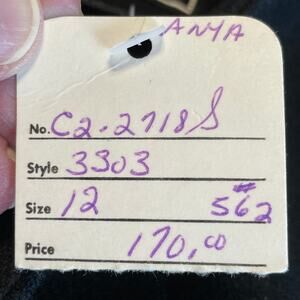 ANYA
No. C2.2718S
Style 3303
Size 12 #562
Price 170.00